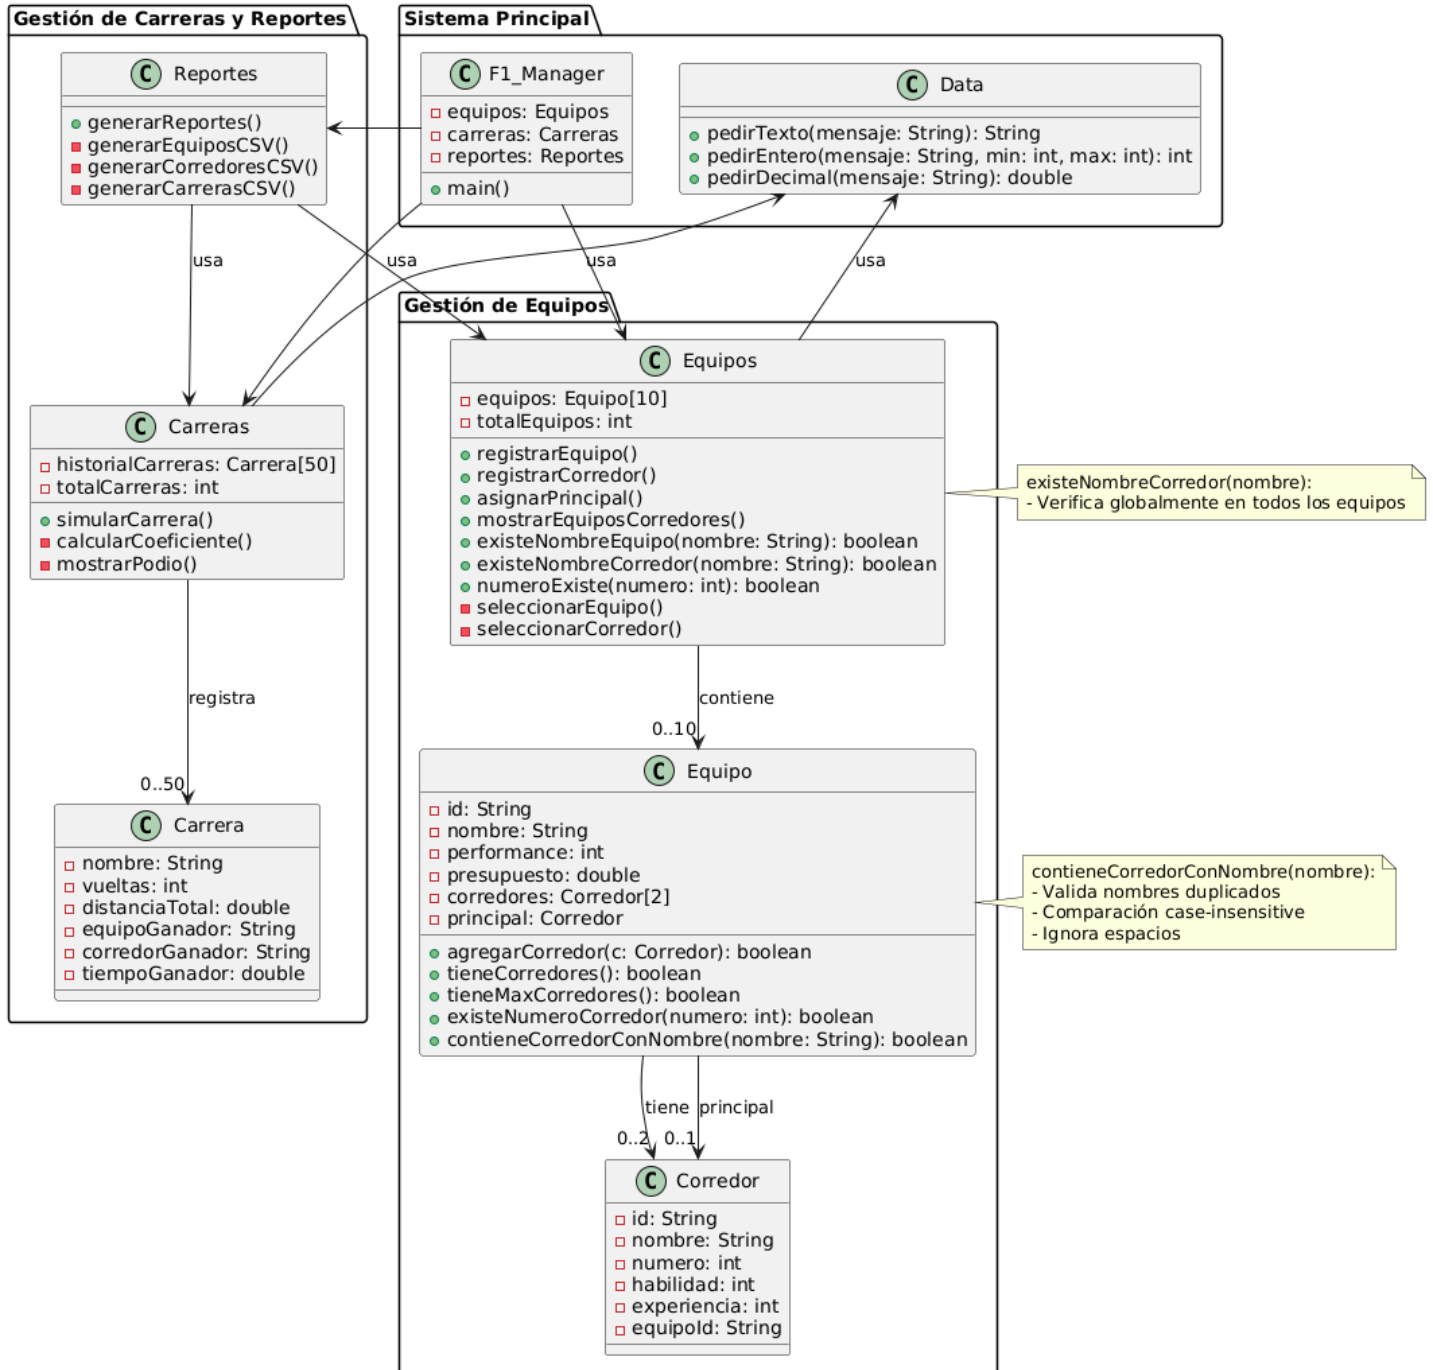 Gestión de Carreras y Reportes
C Reportes
generarReportes()
generarEquiposCSV()
generarCorredoresCSV()
generarCarrerasCSV()
Sistema Principal
C F1_Manager
equipos: Equipos
carreras: Carreras
reportes: Reportes
main()
C Data
pedirTexto(mensaje: String): String
pedirEntero(mensaje: String, min: int, max: int): int
pedirDecimal(mensaje: String): double
usa
usa
usa
usa
C Carreras
historialCarreras: Carrera[50]
totalCarreras: int
simularCarrera()
calcularCoeficiente()
mostrarPodio()
registra
0..50
C Carrera
nombre: String
vueltas: int
distanciaTotal: double
equipoGanador: String
corredorGanador: String
tiempoGanador: double
Gestión de Equipos
C Equipos
equipos: Equipo[10]
totalEquipos: int
registrarEquipo()
registrarCorredor()
asignarPrincipal()
mostrarEquiposCorredores()
existeNombreEquipo(nombre: String): boolean
existeNombreCorredor(nombre: String): boolean
numeroExiste(numero: int): boolean
seleccionarEquipo()
seleccionarCorredor()
existeNombreCorredor(nombre):
- Verifica globalmente en todos los equipos
contiene
0..10
C Equipo
id: String
nombre: String
performance: int
presupuesto: double
corredores: Corredor[2]
principal: Corredor
agregarCorredor(c: Corredor): boolean
tieneCorredores(): boolean
tieneMaxCorredores(): boolean
existeNumeroCorredor(numero: int): boolean
contieneCorredorConNombre(nombre: String): boolean
contieneCorredorConNombre(nombre):
- Valida nombres duplicados
- Comparación case-insensitive
- Ignora espacios
tiene principal
0..2 0..1
C Corredor
id: String
nombre: String
numero: int
habilidad: int
experiencia: int
equipoId: String